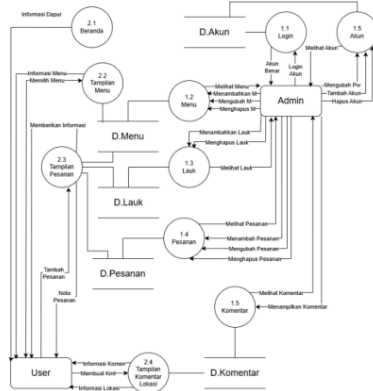 Informasi Dapur
2.1
Beranda
D.Akun
1.1
Login
1.5
Akun
Akun
Benar
Login
Akun
Melihat Akun
Mengubah Pw
Tambah Akun
Hapus Akun
Informasi Menu
Memilih Menu
2.2
Tampilan
Menu
1.2
Menu
Melihat Menu
Menambahkan M
Mengubah M
Menghapus M
Admin
Memberikan Informasi
D.Menu
Menambahkan Lauk
Menghapus Lauk
2.3
Tampilan
Pesanan
1.3
Lauk
Melihat Lauk
D.Lauk
1.4
Pesanan
Melihat Pesanan
Menambah Pesanan
Mengubah Pesanan
Menghapus Pesanan
D.Pesanan
Tambah
Pesanan
Nota
Pesanan
1.5
Komentar
Melihat Komentar
Menampilkan Komentar
User
Informasi Komen
Membuat Kmt
Informasi Lokasi
2.4
Tampilan
Komentar
Lokasi
D.Komentar